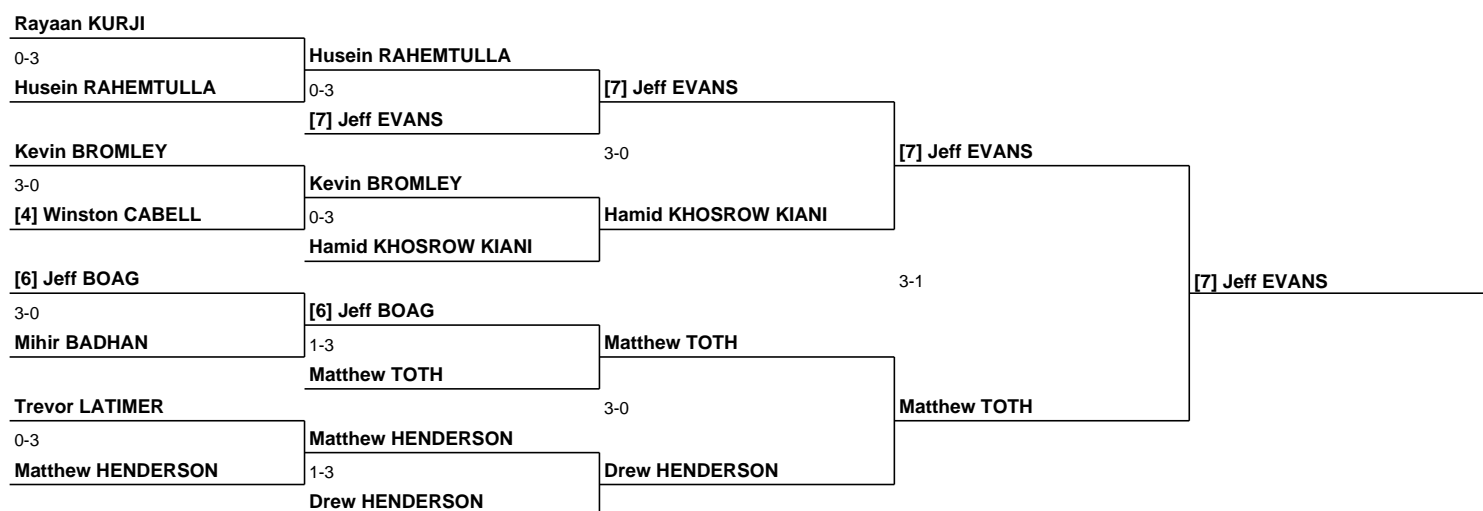 Rayaan KURJI
0-3
Husein RAHEMTULLA
Husein RAHEMTULLA
0-3
[7] Jeff EVANS
[7] Jeff EVANS
Kevin BROMLEY
3-0
[7] Jeff EVANS
3-0
Kevin BROMLEY
[4] Winston CABELL
0-3
Hamid KHOSROW KIANI
Hamid KHOSROW KIANI
[6] Jeff BOAG
3-1
[7] Jeff EVANS
3-0
[6] Jeff BOAG
Mihir BADHAN
1-3
Matthew TOTH
Matthew TOTH
Trevor LATIMER
3-0
Matthew TOTH
0-3
Matthew HENDERSON
Matthew HENDERSON
1-3
Drew HENDERSON
Drew HENDERSON